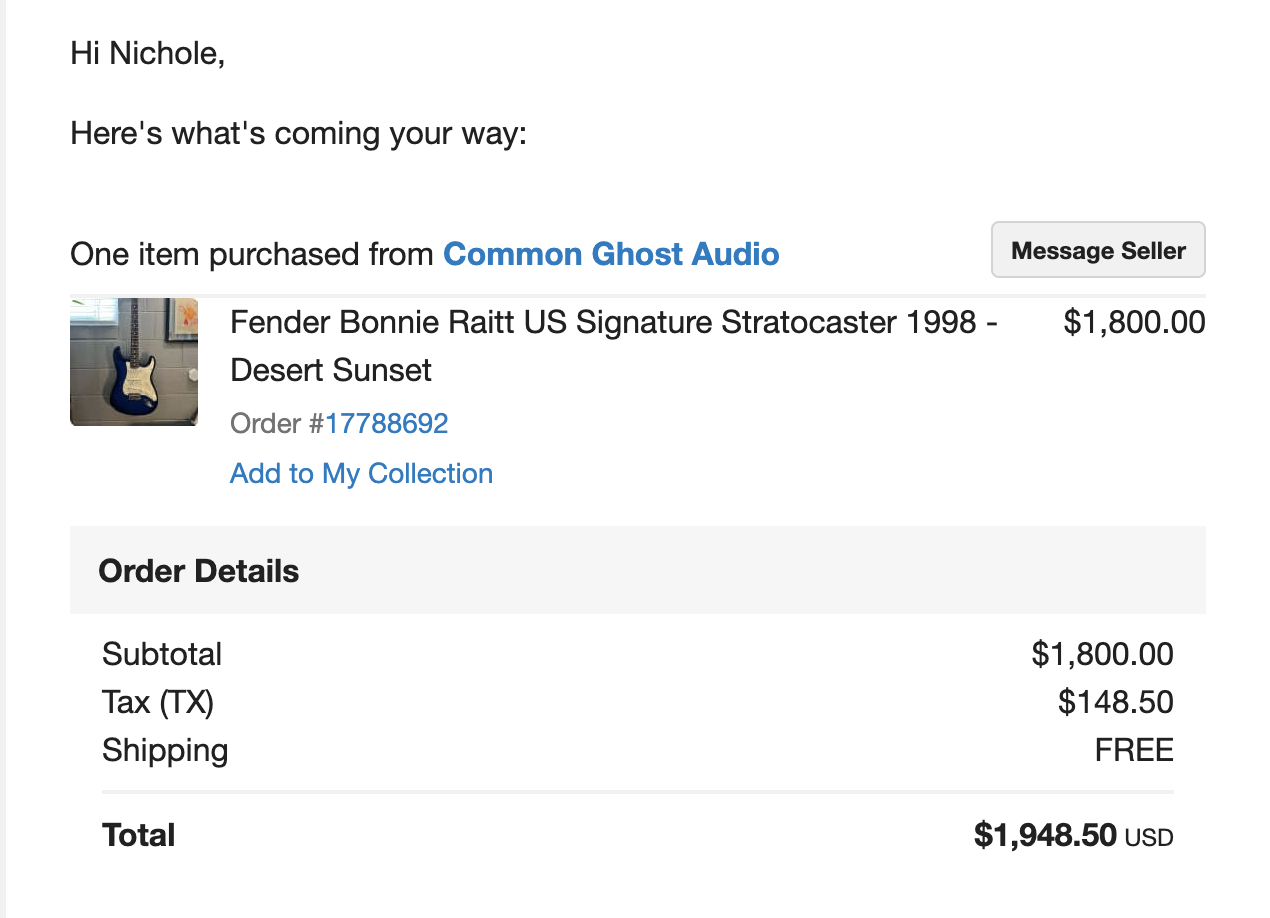 Hi Nichole,
Here's what's coming your way:
One item purchased from Common Ghost Audio
Message Seller
Fender Bonnie Raitt US Signature Stratocaster 1998 -
$1,800.00
Desert Sunset
Order #17788692
Add to My Collection
Order Details
Subtotal
$1,800.00
Tax (TX)
$148.50
Shipping
FREE
Total
$1,948.50 USD